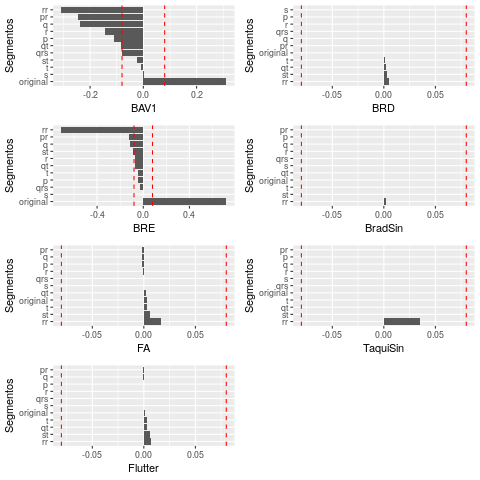 Segmentos
rr
pr
q
r
p
qt
qrs
st
t
s
original
-0.2
0.0
0.2
BAV1
Segmentos
s
p
q
pr
original
r
qrs
t
qt
st
rr
-0.05
0.00
0.05
BRD
Segmentos
rr
pr
q
st
r
s
qt
t
p
qrs
original
-0.4
0.0
0.4
BRE
Segmentos
pr
p
q
r
qrs
s
qt
original
t
st
rr
-0.05
0.00
0.05
BradSin
Segmentos
pr
q
p
r
s
qrs
qt
original
t
st
rr
-0.05
0.00
0.05
FA
Segmentos
pr
p
q
r
s
qrs
original
qt
t
st
rr
-0.05
0.00
0.05
TaquiSin
Segmentos
pr
q
p
r
qrs
s
original
t
qt
st
rr
-0.05
0.00
0.05
Flutter